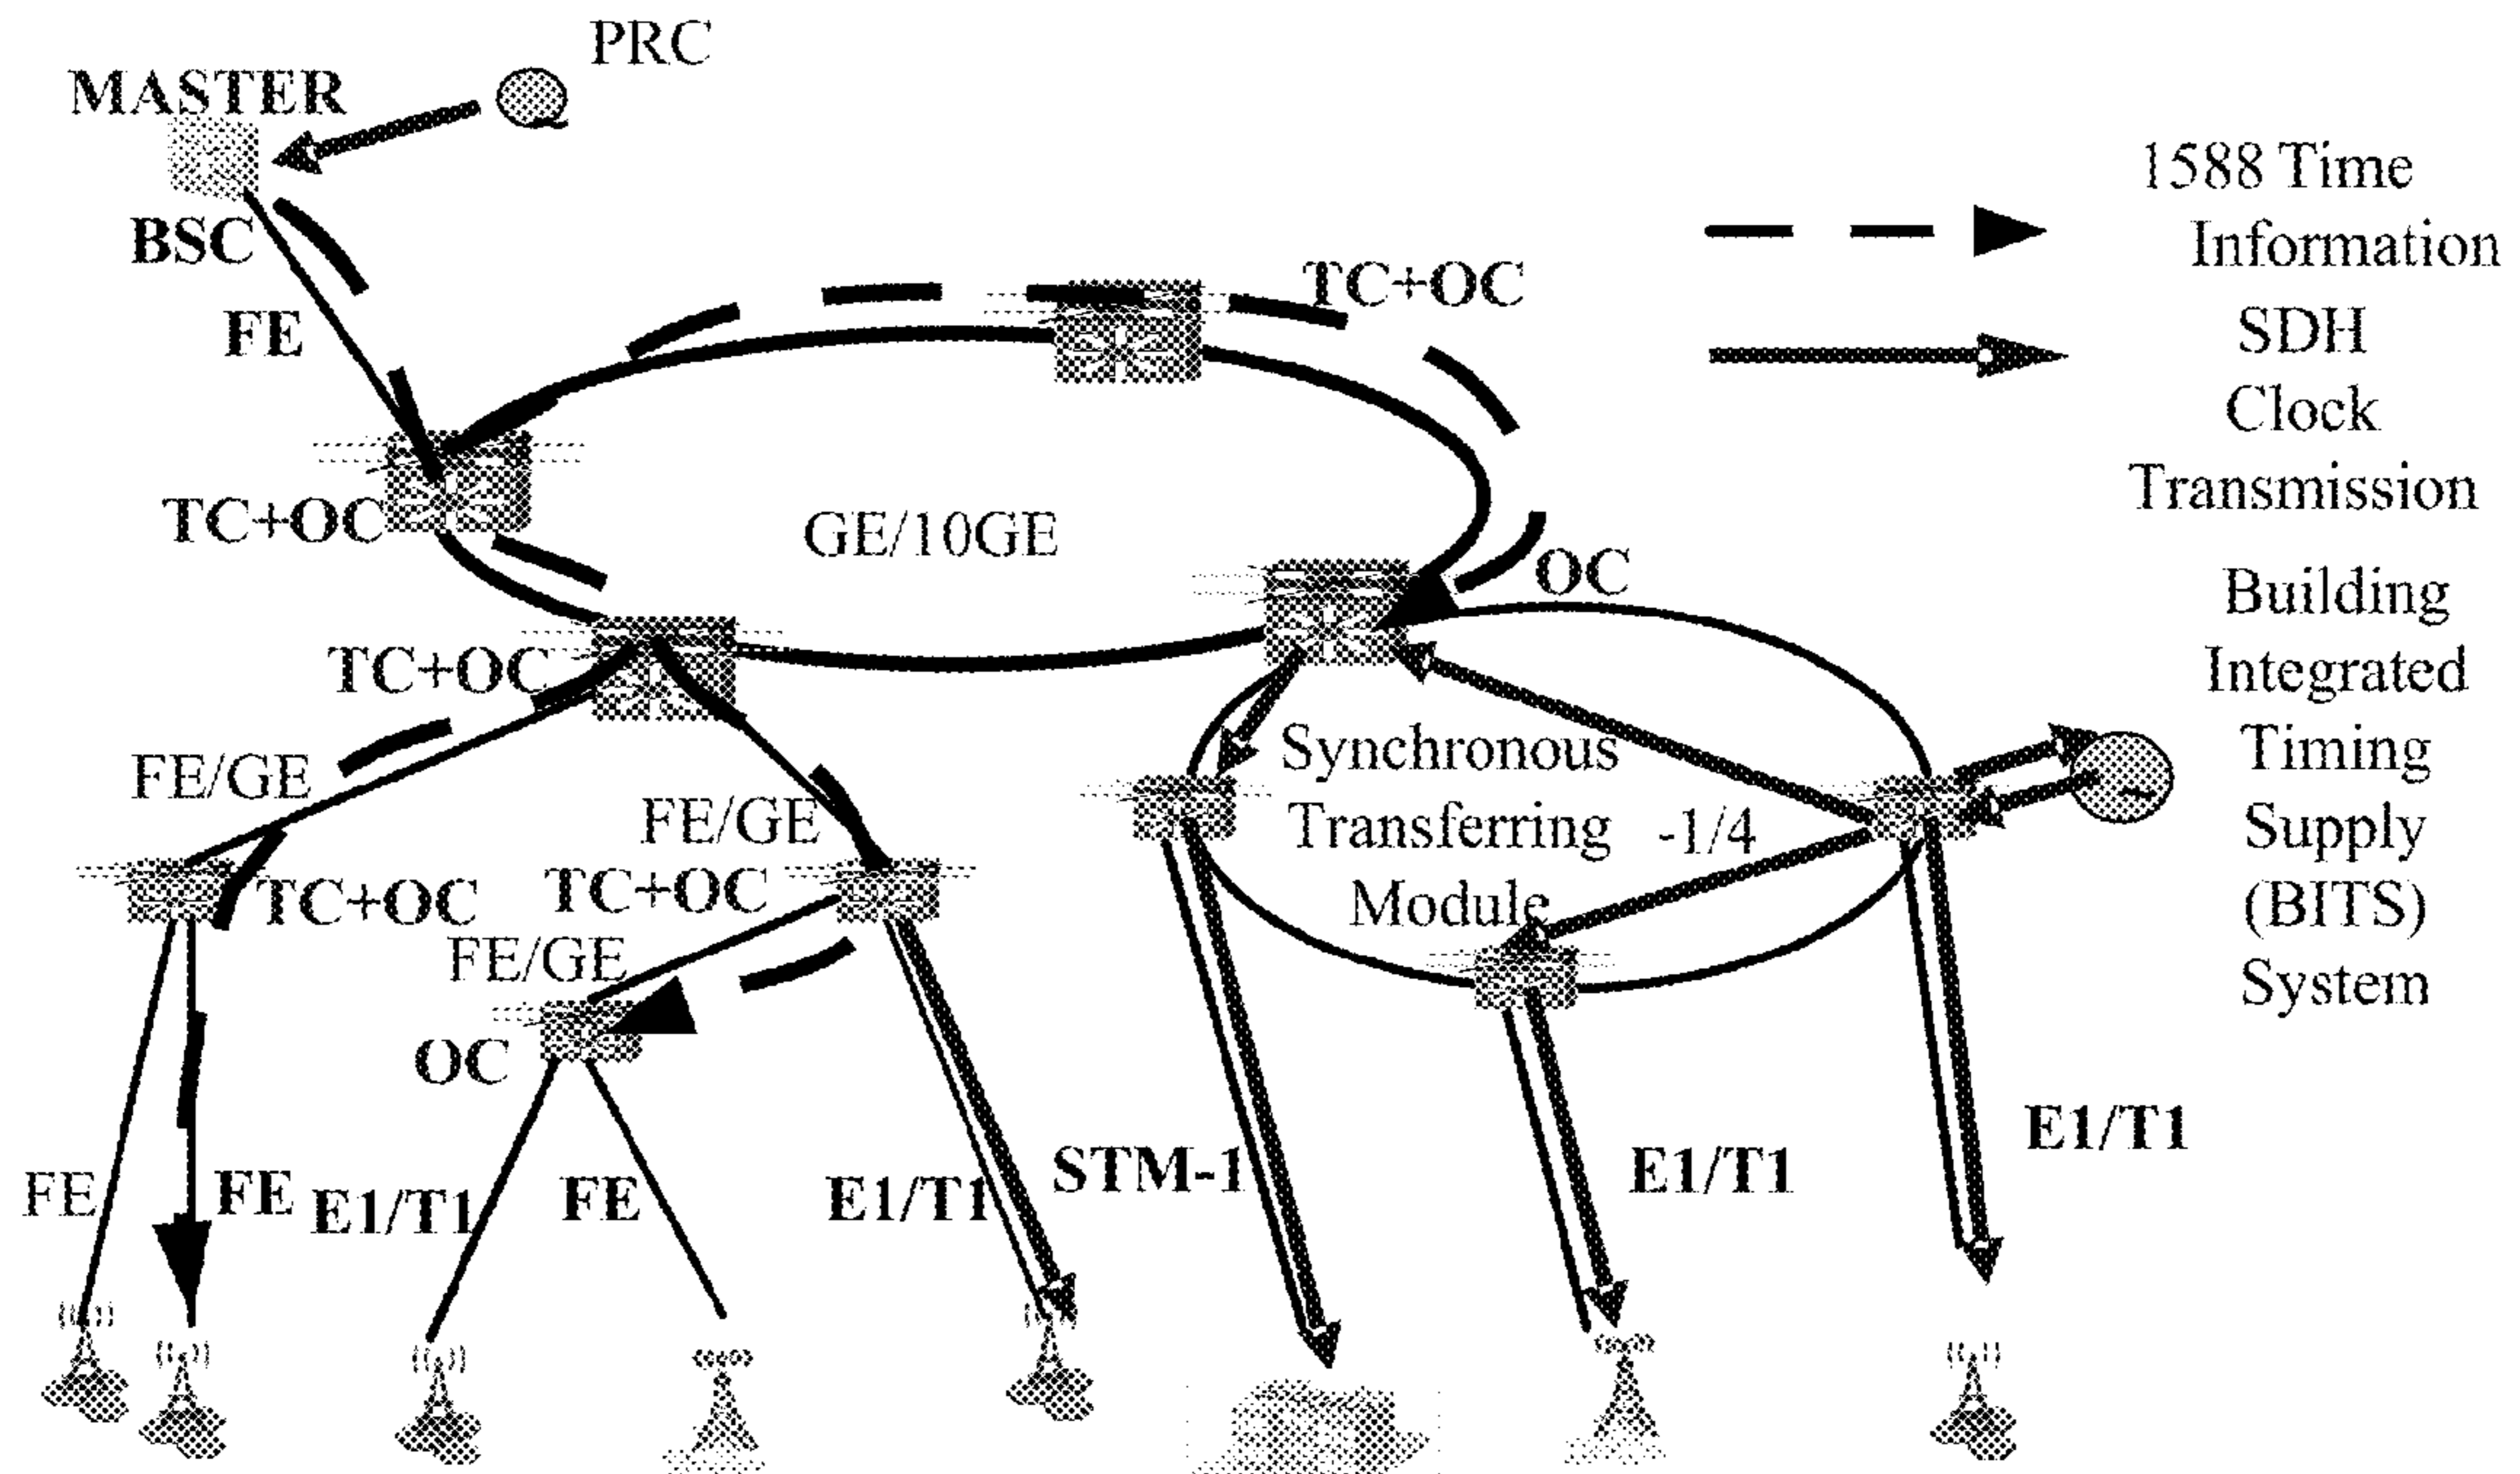 PRC
MASTER
BSC
FE
TC+OC
1588 Time
Information
SDH
Clock
Transmission
TC+OC
GE/10GE
OC
TC+OC
FE/GE
FE/GE
TC+OC
TC+OC
FE/GE
OC
Synchronous
Transferring -1/4
Module
Building
Integrated
Timing
Supply
(BITS)
System
FE
FE
E1/T1
FE
E1/T1
STM-1
E1/T1
E1/T1